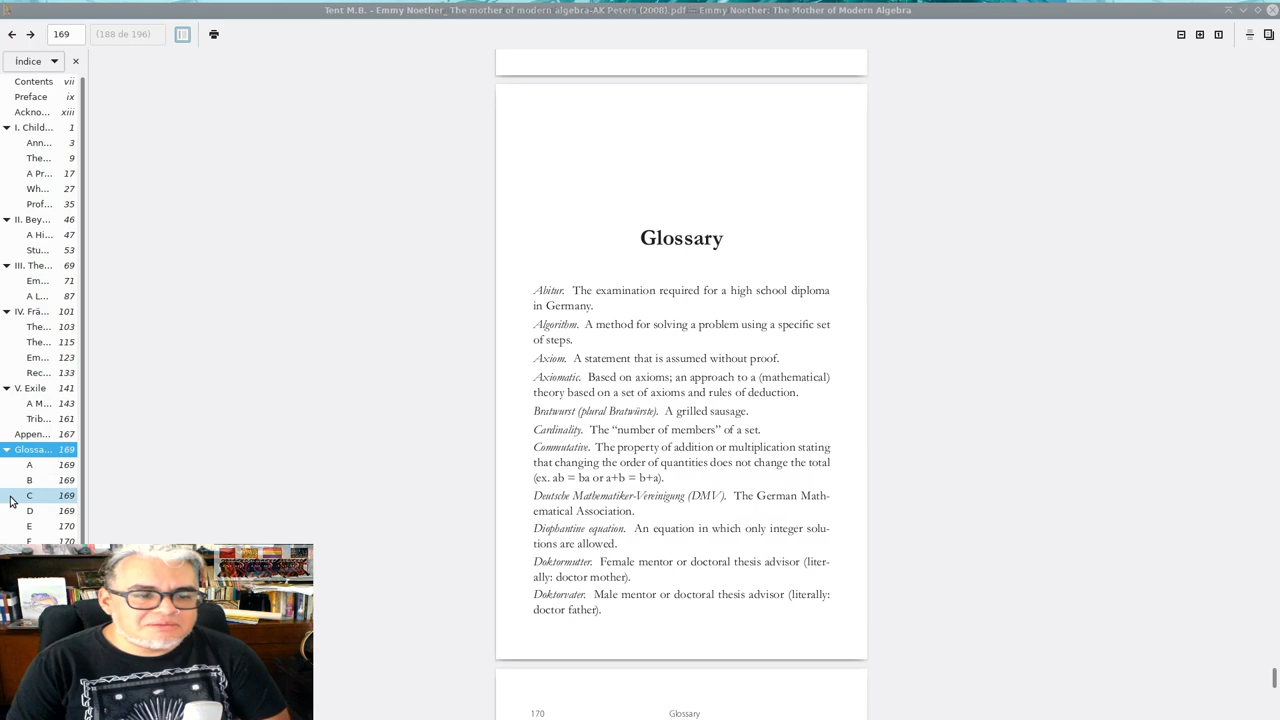 Tent M.B. - Emmy Noether_ The mother of modern algebra-AK Peters (2008).pdf — Emmy Noether: The Mother of Modern Algebra
169 (188 de 196)
Índice
Contents vii
Preface ix
Ackno... xiii
I. Child... 1
Ann... 3
The... 9
A Pr... 17
Wh... 27
Prof... 35
II. Bey... 46
A Hi... 47
Stu... 53
III. The... 69
Em... 71
A L... 87
IV. Frä... 101
The... 103
The... 115
Em... 123
Rec... 133
V. Exile 141
A M... 143
Trib... 161
Appen... 167
Glossa... 169
A 169
B 169
C 169
D 169
E 170
F 170
Glossary
Abitur. The examination required for a high school diploma
in Germany.
Algorithm. A method for solving a problem using a specific set
of steps.
Axiom. A statement that is assumed without proof.
Axiomatic. Based on axioms; an approach to a (mathematical)
theory based on a set of axioms and rules of deduction.
Bratwurst (plural Bratwürste). A grilled sausage.
Cardinality. The “number of members” of a set.
Commutative. The property of addition or multiplication stating
that changing the order of quantities does not change the total
(ex. ab = ba or a+b = b+a).
Deutsche Mathematiker-Vereinigung (DMV). The German Math-
ematical Association.
Diophantine equation. An equation in which only integer solu-
tions are allowed.
Doktormutter. Female mentor or doctoral thesis advisor (liter-
ally: doctor mother).
Doktorvater. Male mentor or doctoral thesis advisor (literally:
doctor father).
170 Glossary